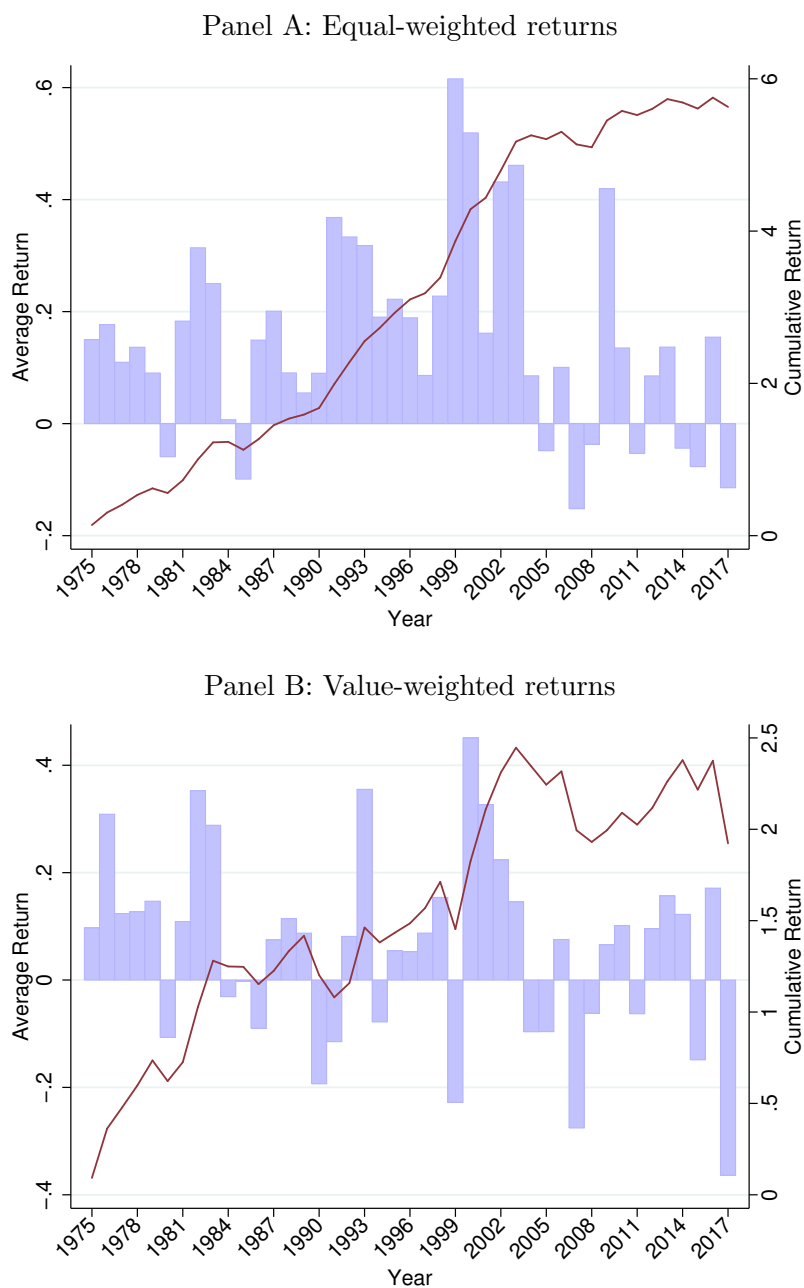 Panel A: Equal-weighted returns
Average Return
.6
.4
.2
0
-.2
6
4
2
0
Cumulative Return
1975 1978 1981 1984 1987 1990 1993 1996 1999 2002 2005 2008 2011 2014 2017
Year
Panel B: Value-weighted returns
Average Return
.4
.2
0
-.2
-.4
2.5
2
1.5
1
.5
0
Cumulative Return
1975 1978 1981 1984 1987 1990 1993 1996 1999 2002 2005 2008 2011 2014 2017
Year